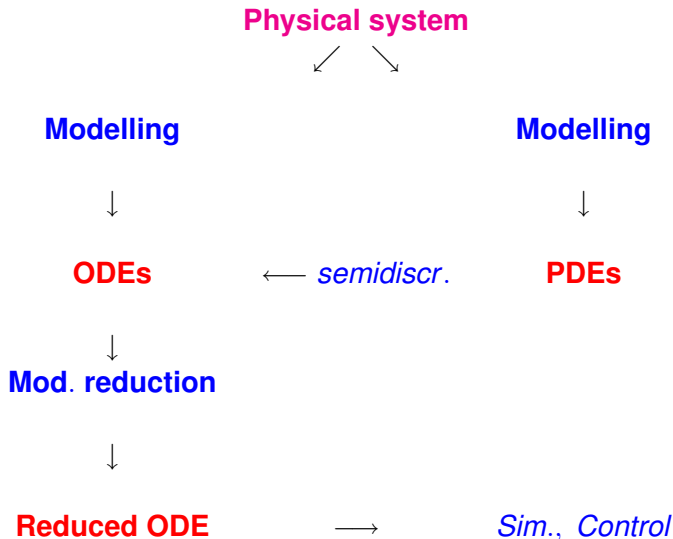 Physical system
Modelling Modelling
ODEs ⟵ semidiscr. PDEs
Mod. reduction
Reduced ODE ⟶ Sim., Control